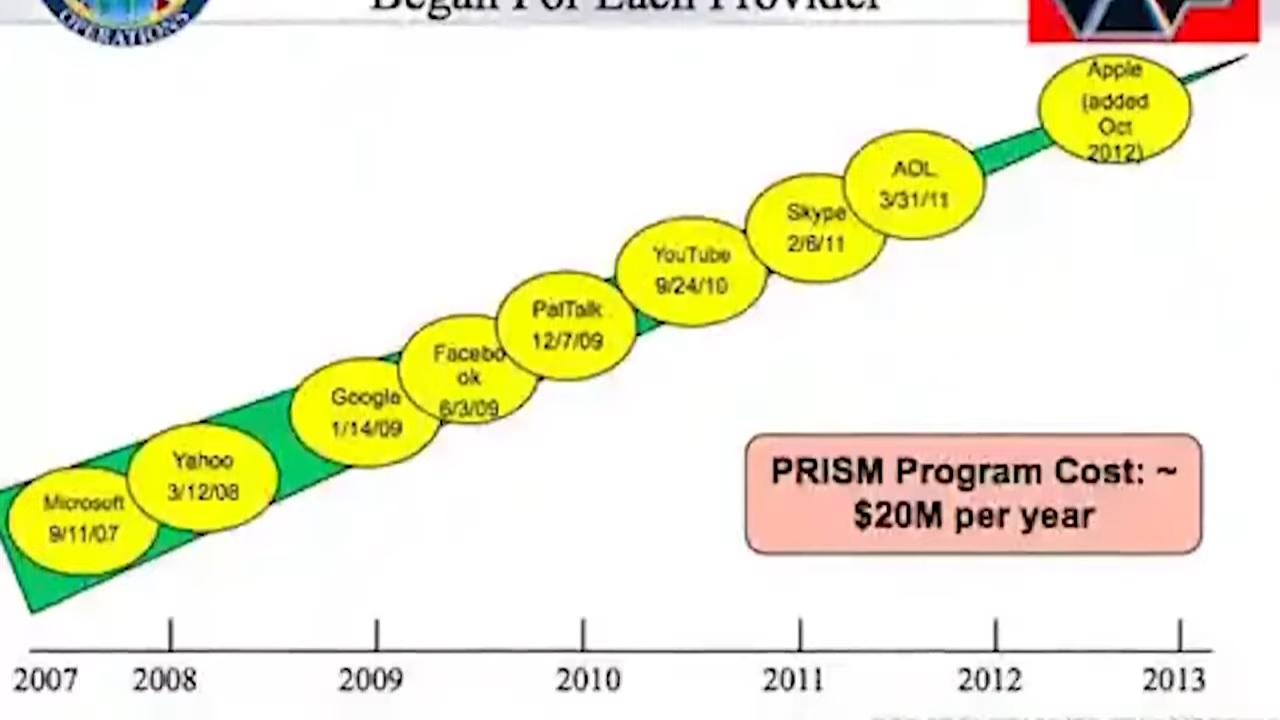 Began For Each Provider
OPERATIONS
Apple
(added
Oct
2012)
AOL
3/31/11
Skype
2/6/11
YouTube
9/24/10
PalTalk
12/7/09
Facebo
ok
6/3/09
Google
1/14/09
Yahoo
3/12/08
Microsoft
9/11/07
PRISM Program Cost: ~
$20M per year
2007 2008 2009 2010 2011 2012 2013